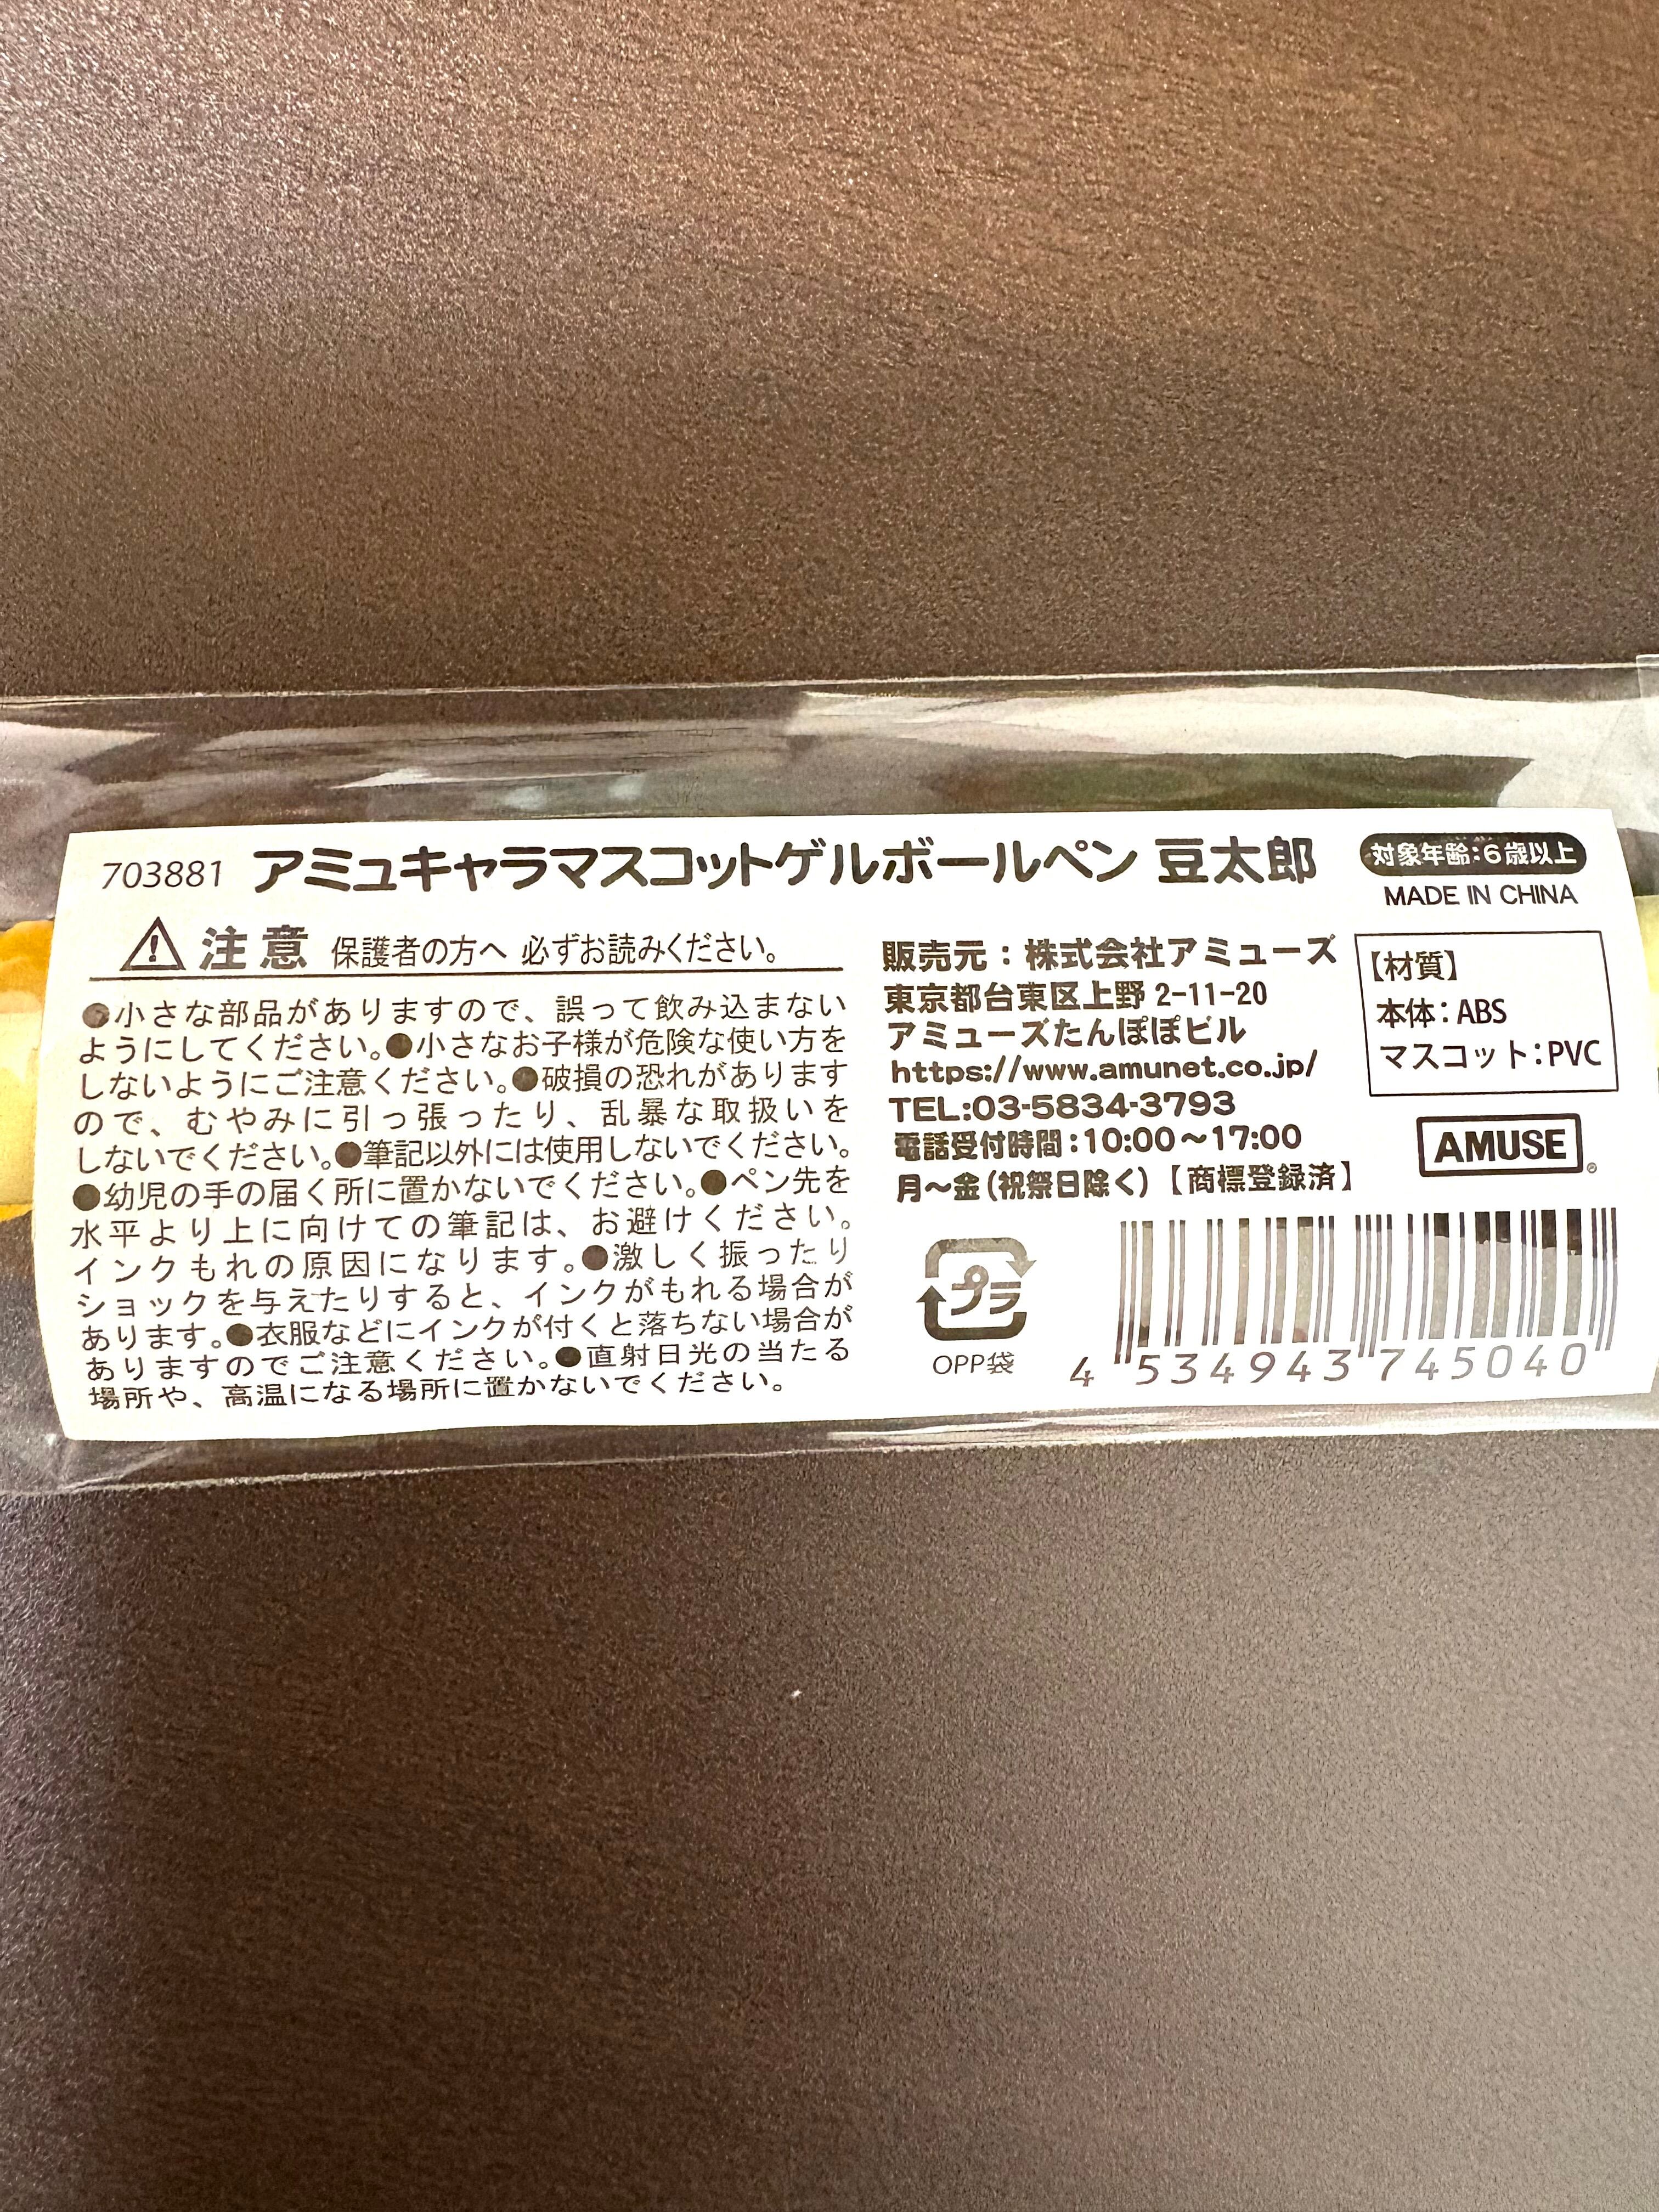 703881 アミュキャラマスコットゲルボールペン 豆太郎
対象年齢:6歳以上
MADE IN CHINA
注意 保護者の方へ 必ずお読みください。
●小さな部品がありますので、誤って飲み込まない
ようにしてください。●小さなお子様が危険な使い方を
しないようにご注意ください。●破損の恐れがあります
ので、むやみに引っ張ったり、乱暴な取扱いを
しないでください。●筆記以外には使用しないでください。
●幼児の手の届く所に置かないでください。●ペン先を
水平より上に向けての筆記は、お避けください。
インクもれの原因になります。●激しく振ったり
ショックを与えたりすると、インクがもれる場合が
あります。●衣服などにインクが付くと落ちない場合が
ありますのでご注意ください。●直射日光の当たる
場所や、高温になる場所に置かないでください。
販売元:株式会社アミューズ
東京都台東区上野 2-11-20
アミューズたんぽぽビル
https://www.amunet.co.jp/
TEL:03-5834-3793
電話受付時間:10:00~17:00
月~金(祝祭日除く)【商標登録済】
【材質】
本体:ABS
マスコット:PVC
AMUSE®
プラ
OPP袋
4 534943 745040